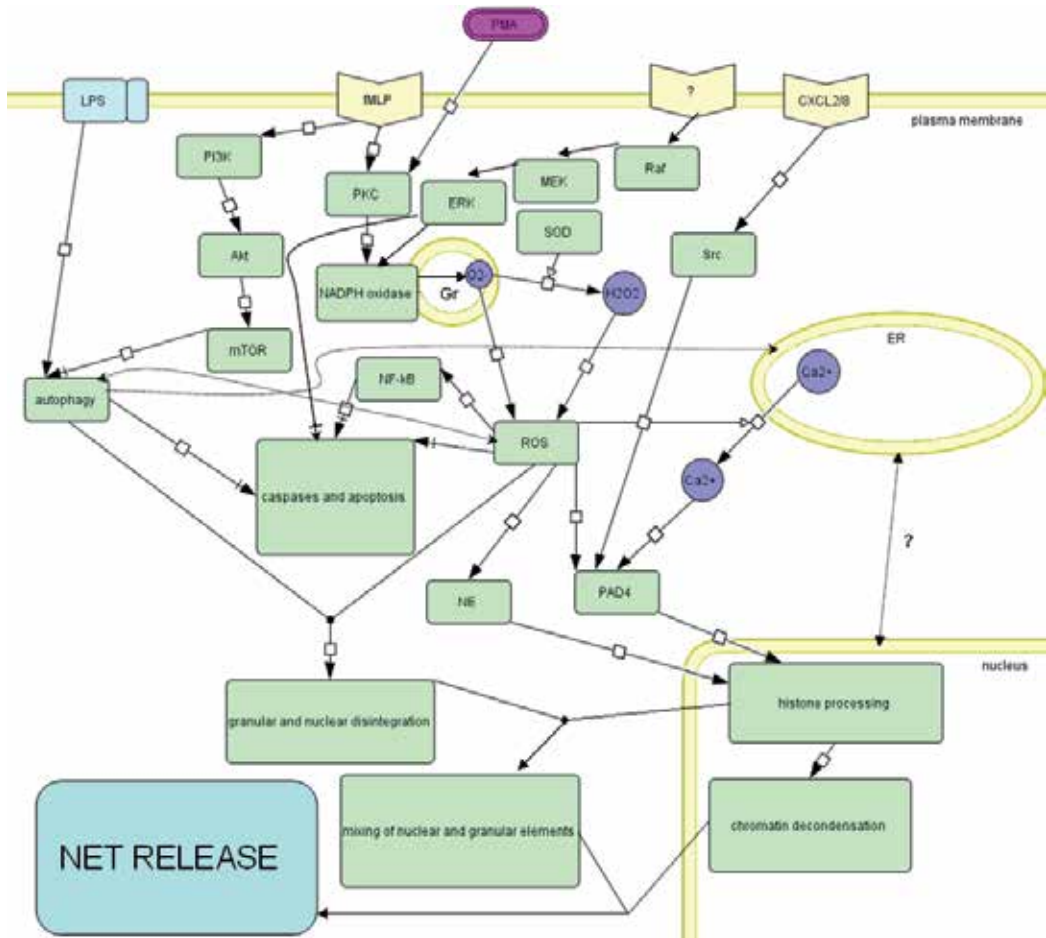 PMA
LPS
fMLP
?
CXCL2/8
plasma membrane
PI3K
PKC
ERK
MEK
Raf
SOD
Src
Akt
NADPH oxidase
Gr
O2-
H2O2
mTOR
ER
Ca2+
NF-kB
autophagy
ROS
caspases and apoptosis
Ca2+
?
NE
PAD4
nucleus
granular and nuclear disintegration
histone processing
mixing of nuclear and granular elements
chromatin decondensation
NET RELEASE